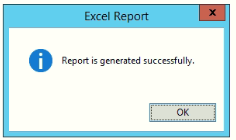 Excel Report
x
Report is generated successfully.
OK